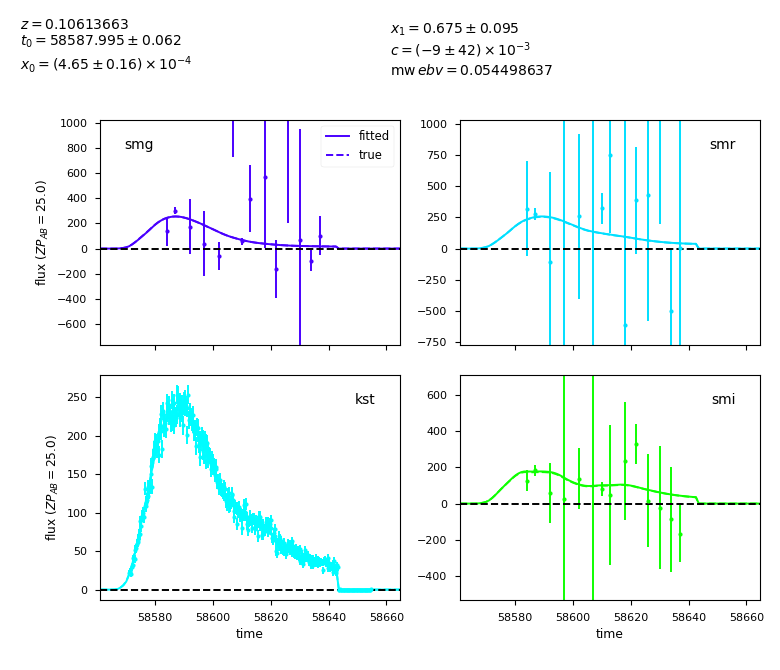 z = 0.10613663
t₀ = 58587.995 ± 0.062
x₀ = (4.65 ± 0.16) × 10⁻⁴
x₁ = 0.675 ± 0.095
c = (−9 ± 42) × 10⁻³
mw ebv = 0.054498637
smg
fitted
true
1000
800
600
400
200
0
−200
−400
−600
flux (ZP_AB = 25.0)
smr
1000
750
500
250
0
−250
−500
−750
kst
250
200
150
100
50
0
flux (ZP_AB = 25.0)
58580 58600 58620 58640 58660
time
smi
600
400
200
0
−200
−400
58580 58600 58620 58640 58660
time